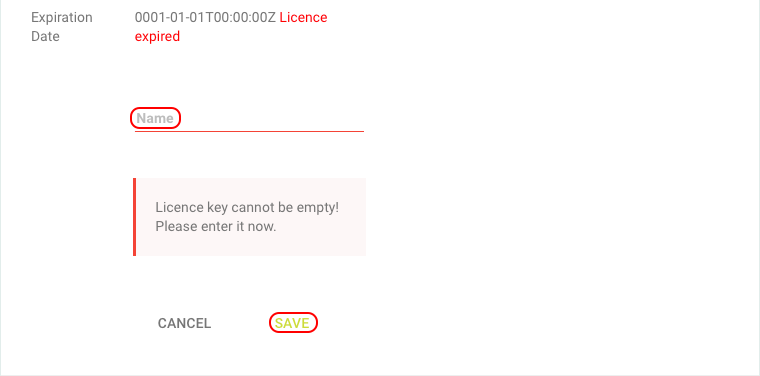 Expiration 0001-01-01T00:00:00Z Licence
Date expired
Name
Licence key cannot be empty!
Please enter it now.
CANCEL SAVE